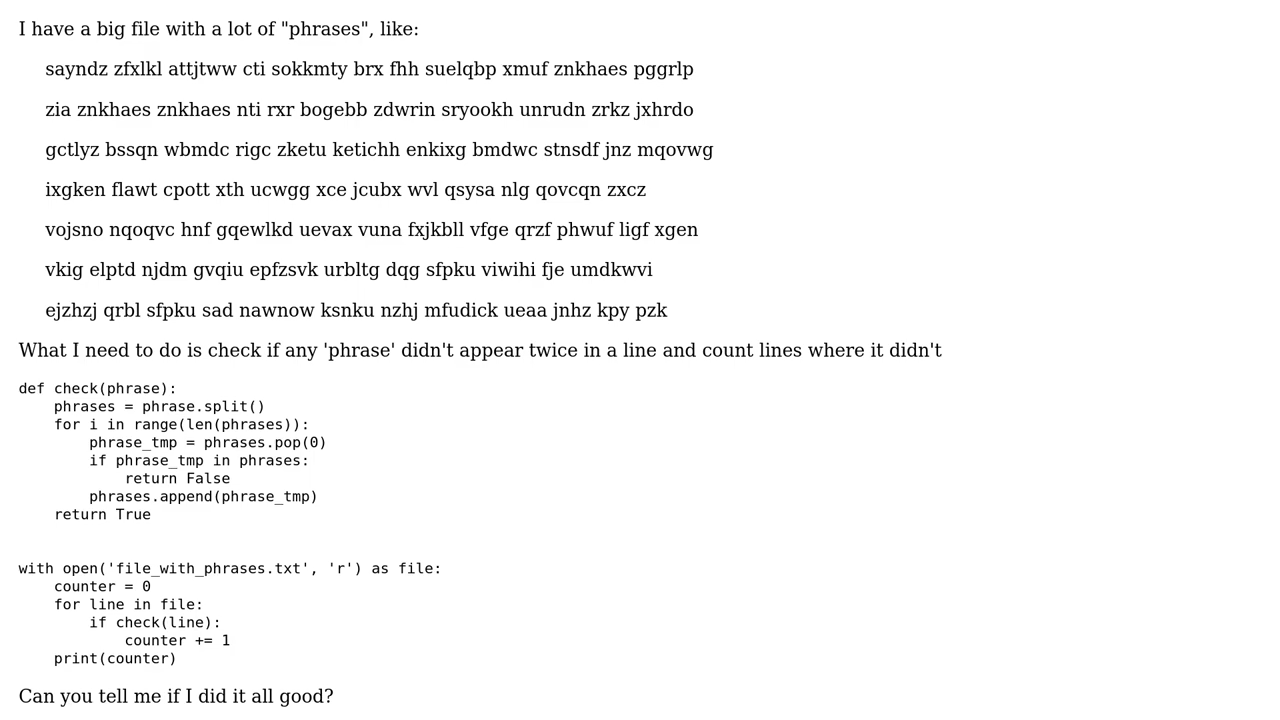 I have a big file with a lot of "phrases", like:
sayndz zfxlkl attjtww cti sokkmty brx fhh suelqbp xmuf znkhaes pggrlp
zia znkhaes znkhaes nti rxr bogebb zdwrin sryookh unrudn zrkz jxhrdo
gctlyz bssqn wbmdc rigc zketu ketichh enkixg bmdwc stnsdf jnz mqovwg
ixgken flawt cpott xth ucwgg xce jcubx wvl qsysa nlg qovcqn zxcz
vojsno nqoqvc hnf gqewlkd uevax vuna fxjkbll vfge qrzf phwuf ligf xgen
vkig elptd njdm gvqiu epfzsvk urbltg dqg sfpku viwihi fje umdkwvi
ejzhzj qrbl sfpku sad nawnow ksnku nzhj mfudick ueaa jnhz kpy pzk
What I need to do is check if any 'phrase' didn't appear twice in a line and count lines where it didn't
def check(phrase):
    phrases = phrase.split()
    for i in range(len(phrases)):
        phrase_tmp = phrases.pop(0)
        if phrase_tmp in phrases:
            return False
        phrases.append(phrase_tmp)
    return True
with open('file_with_phrases.txt', 'r') as file:
    counter = 0
    for line in file:
        if check(line):
            counter += 1
    print(counter)
Can you tell me if I did it all good?